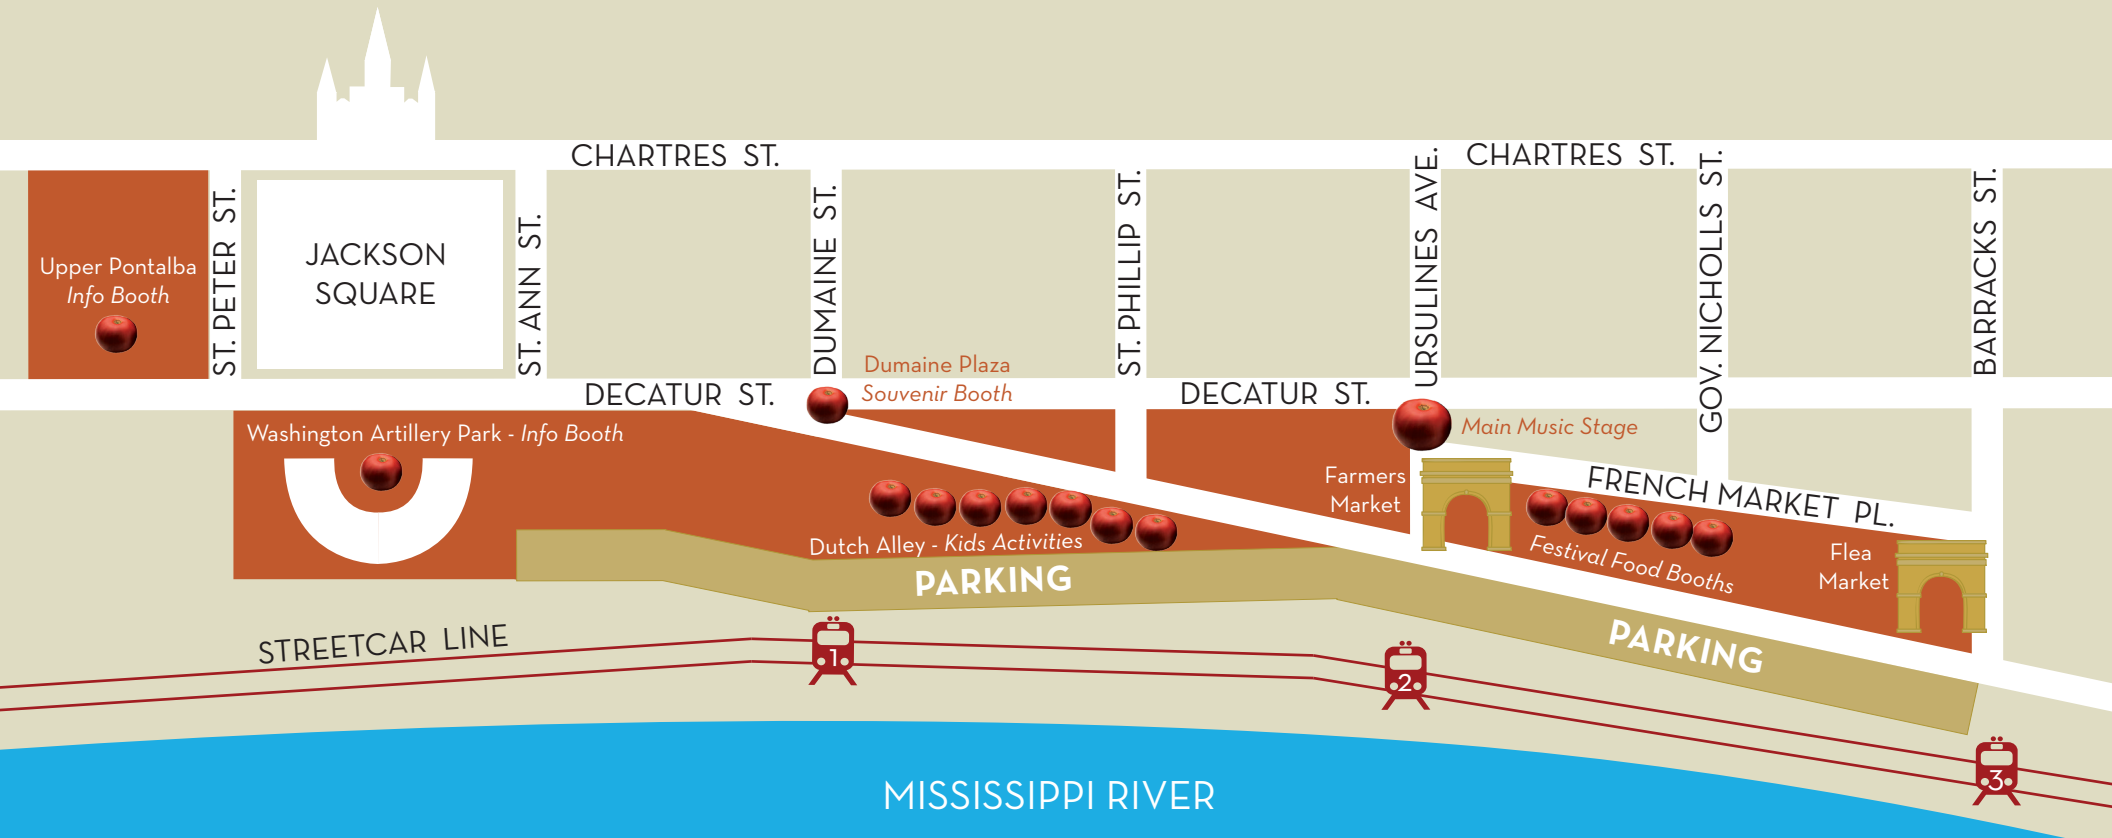 CHARTRES ST.
CHARTRES ST.
Upper Pontalba
Info Booth
ST. PETER ST.
JACKSON
SQUARE
ST. ANN ST.
DUMAINE ST.
ST. PHILLIP ST.
URSULINES AVE.
GOV. NICHOLLS ST.
BARRACKS ST.
Dumaine Plaza
Souvenir Booth
DECATUR ST.
DECATUR ST.
Washington Artillery Park - Info Booth
Main Music Stage
Farmers
Market
FRENCH MARKET PL.
Dutch Alley - Kids Activities
Festival Food Booths
Flea
Market
PARKING
PARKING
STREETCAR LINE
1
2
3
MISSISSIPPI RIVER